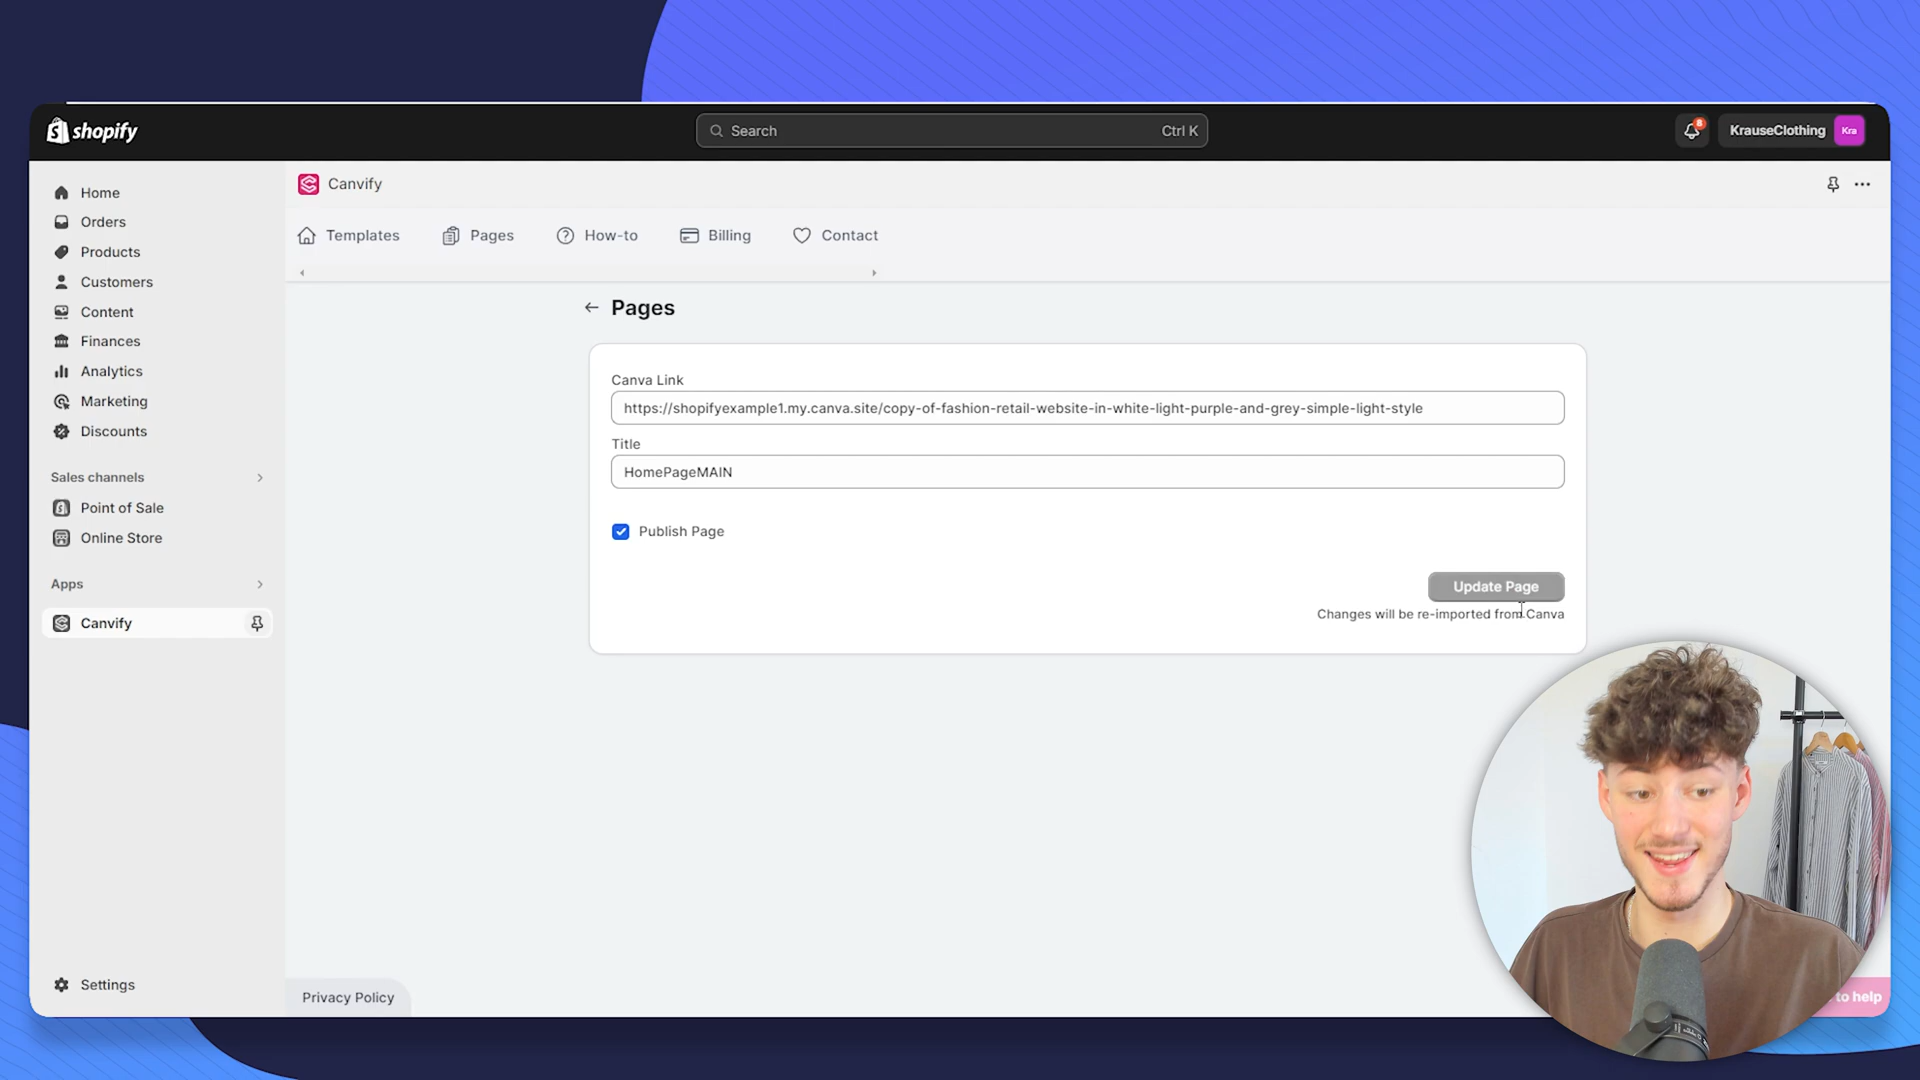 shopify
Search
Ctrl K
8
KrauseClothing
Kra
Home
Orders
Products
Customers
Content
Finances
Analytics
Marketing
Discounts
Sales channels
Point of Sale
Online Store
Apps
Canvify
Settings
Canvify
Templates
Pages
How-to
Billing
Contact
Pages
Canva Link
https://shopifyexample1.my.canva.site/copy-of-fashion-retail-website-in-white-light-purple-and-grey-simple-light-style
Title
HomePageMAIN
Publish Page
Update Page
Changes will be re-imported from Canva
Privacy Policy
to help